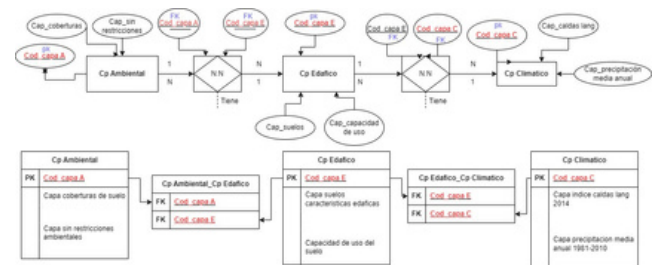 Cap_coberturas
Cap_sin
restricciones
FK
Cod_capa A
FK
Cod_capa E
pk
Cod_capa E
Cod_capa E
FK
Cod_capa C
FK
pk
Cod_capa C
Cap_caldas lang
pk
Cod_capa A
Cp Ambiental
1
N
N:N
N
1
Cp Edafico
1
N
N:N
N
1
Cp Climatico
Cap_precipitación
media anual
Tiene
Tiene
Cap_suelos
Cap_capacidad
de uso
Cp Ambiental
PK
Cod_capa A
Capa coberturas de suelo
Capa sin restricciones
ambientales
Cp Ambiental_Cp Edafico
FK
Cod_capa A
FK
Cod_capa E
Cp Edafico
PK
Cod_capa E
Capa suelos
caracteristicas edaficas
Capacidad de uso del
suelo
Cp Edafico_Cp Climatico
FK
Cod_capa E
FK
Cod_capa C
Cp Climatico
PK
Cod_capa C
Capa indice caldas lang
2014
Capa precipitacion media
anual 1981-2010